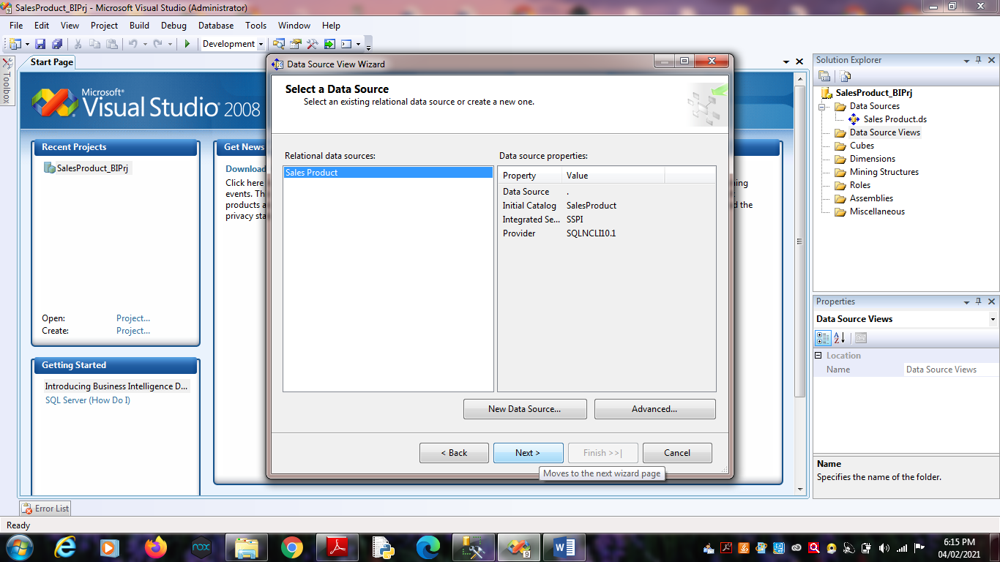 SalesProduct_BIPrj - Microsoft Visual Studio (Administrator)
File Edit View Project Build Debug Database Tools Window Help
Development
Toolbox
Start Page
Microsoft®
Visual Studio® 2008
Recent Projects
SalesProduct_BIPrj
Open: Project...
Create: Project...
Getting Started
Introducing Business Intelligence D...
SQL Server (How Do I)
Get News
Download
Click here
events. Th
products a
privacy sta
ning
d the
Data Source View Wizard
Select a Data Source
Select an existing relational data source or create a new one.
Relational data sources:
Sales Product
Data source properties:
Property Value
Data Source .
Initial Catalog SalesProduct
Integrated Se... SSPI
Provider SQLNCLI10.1
New Data Source... Advanced...
< Back Next > Finish >>| Cancel
Moves to the next wizard page
Solution Explorer
SalesProduct_BIPrj
Data Sources
Sales Product.ds
Data Source Views
Cubes
Dimensions
Mining Structures
Roles
Assemblies
Miscellaneous
Properties
Data Source Views
Location
Name Data Source Views
Name
Specifies the name of the folder.
Error List
Ready
nox
9
6:15 PM
04/02/2021